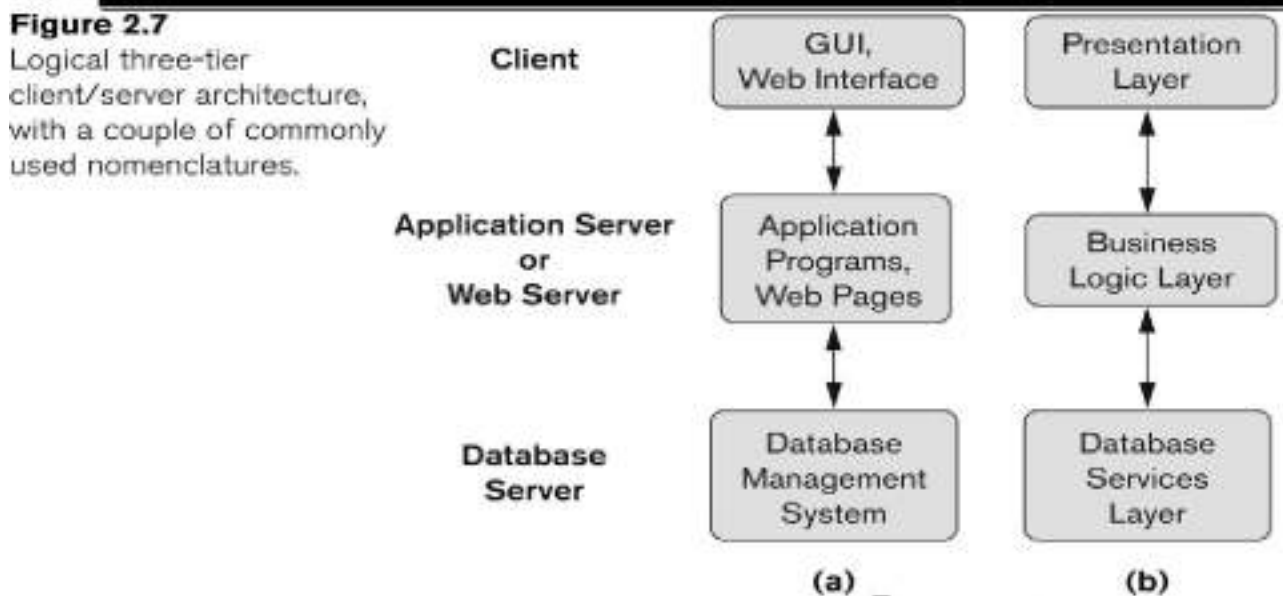 Figure 2.7
Logical three-tier
client/server architecture,
with a couple of commonly
used nomenclatures.
Client
GUI,
Web Interface
Presentation
Layer
Application Server
or
Web Server
Application
Programs,
Web Pages
Business
Logic Layer
Database
Server
Database
Management
System
Database
Services
Layer
(a)
(b)